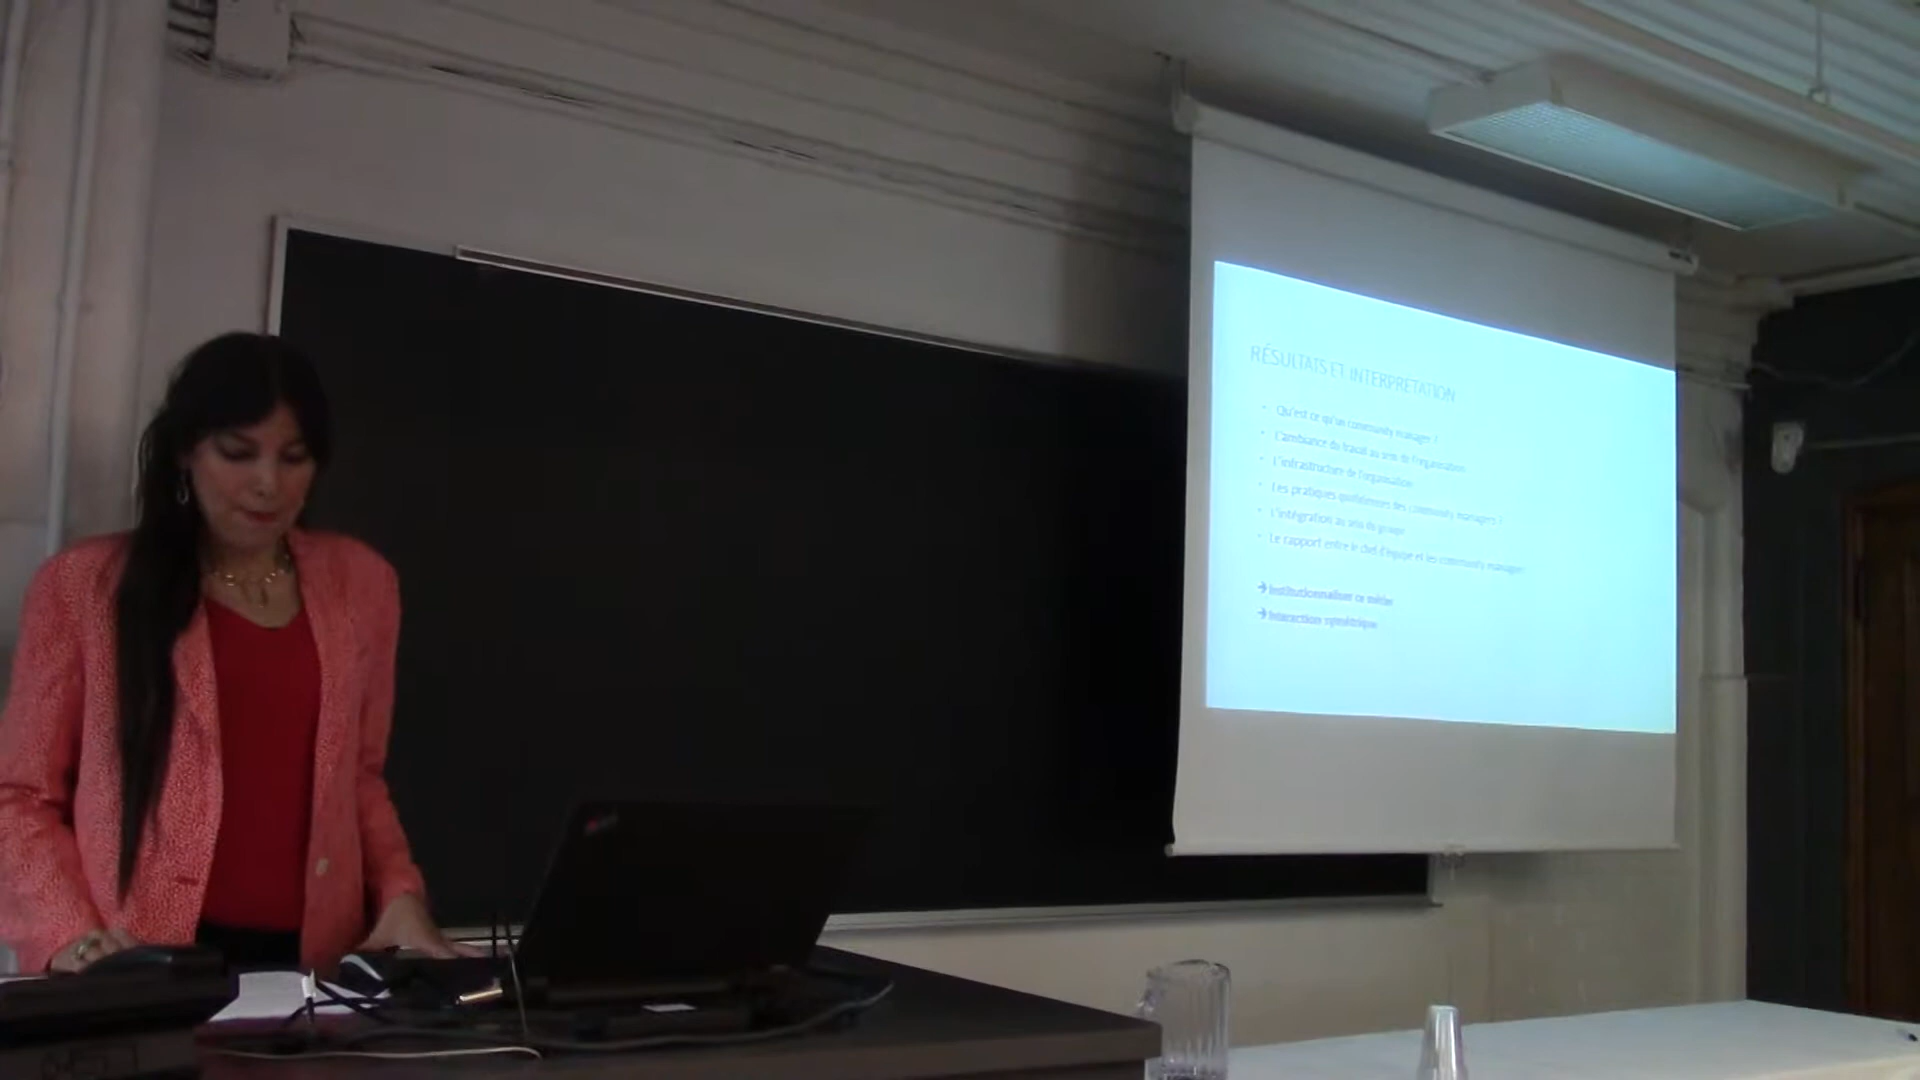 RÉSULTATS ET INTERPRETATION
• Qu'est ce qu'un community manager ?
• L'ambiance du travail au sein de l'organisation
• L'infrastructure de l'organisation
• Les pratiques quotidiennes des community managers ?
• L'intégration au sein du groupe
• Le rapport entre le chef d'équipe et les community manager
→ Institutionnaliser ce métier
→ Interaction symétrique